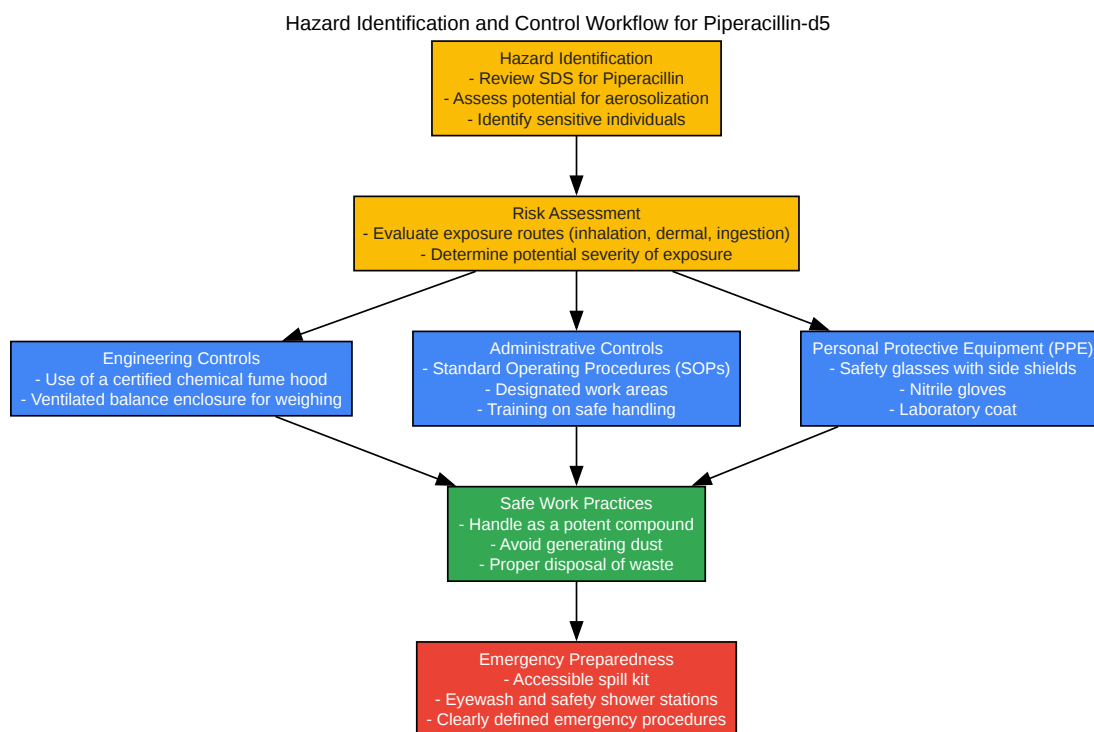 Hazard Identification and Control Workflow for Piperacillin-d5
Hazard Identification
- Review SDS for Piperacillin
- Assess potential for aerosolization
- Identify sensitive individuals
Risk Assessment
- Evaluate exposure routes (inhalation, dermal, ingestion)
- Determine potential severity of exposure
Engineering Controls
- Use of a certified chemical fume hood
- Ventilated balance enclosure for weighing
Administrative Controls
- Standard Operating Procedures (SOPs)
- Designated work areas
- Training on safe handling
Personal Protective Equipment (PPE)
- Safety glasses with side shields
- Nitrile gloves
- Laboratory coat
Safe Work Practices
- Handle as a potent compound
- Avoid generating dust
- Proper disposal of waste
Emergency Preparedness
- Accessible spill kit
- Eyewash and safety shower stations
- Clearly defined emergency procedures